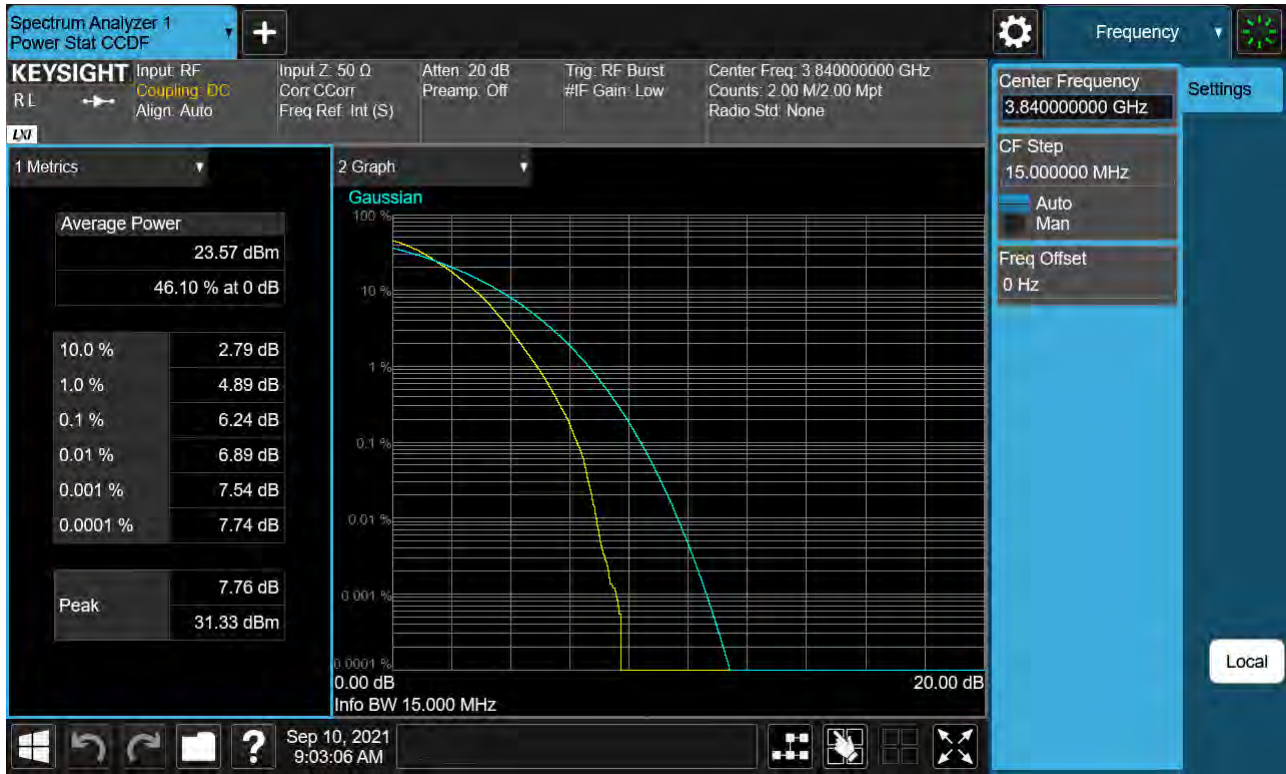 Spectrum Analyzer 1
Power Stat CCDF
Frequency
KEYSIGHT
RL
LXI
Input: RF
Coupling: DC
Align: Auto
Input Z: 50 Ω
Corr CCorr
Freq Ref: Int (S)
Atten: 20 dB
Preamp: Off
Trig: RF Burst
#IF Gain: Low
Center Freq: 3.840000000 GHz
Counts: 2.00 M/2.00 Mpt
Radio Std: None
1 Metrics
Average Power
23.57 dBm
46.10 % at 0 dB
10.0 % 2.79 dB
1.0 % 4.89 dB
0.1 % 6.24 dB
0.01 % 6.89 dB
0.001 % 7.54 dB
0.0001 % 7.74 dB
Peak
7.76 dB
31.33 dBm
2 Graph
Gaussian
100 %
10 %
1 %
0.1 %
0.01 %
0.001 %
0.0001 %
0.00 dB 20.00 dB
Info BW 15.000 MHz
Center Frequency
3.840000000 GHz
CF Step
15.000000 MHz
Auto
Man
Freq Offset
0 Hz
Settings
Local
?
Sep 10, 2021
9:03:06 AM